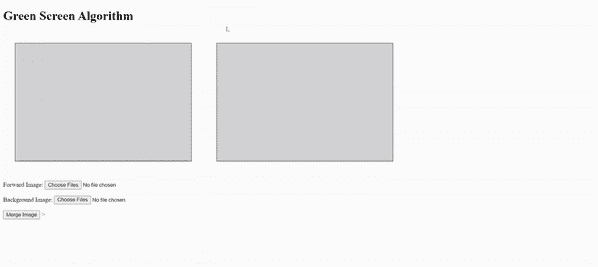 Green Screen Algorithm
Forward Image: Choose Files No file chosen
Background Image: Choose Files No file chosen
Merge Image